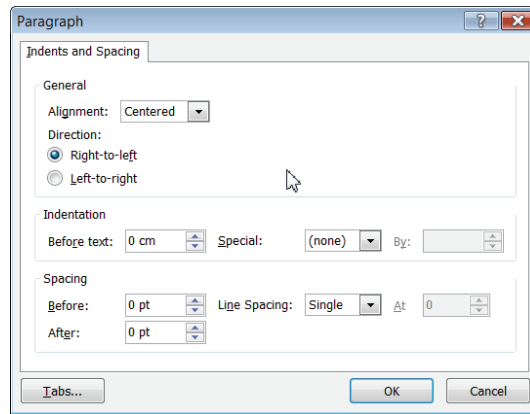 Paragraph
Indents and Spacing
General
Alignment: Centered
Direction:
Right-to-left
Left-to-right
Indentation
Before text: 0 cm Special: (none) By:
Spacing
Before: 0 pt Line Spacing: Single At 0
After: 0 pt
Tabs... OK Cancel